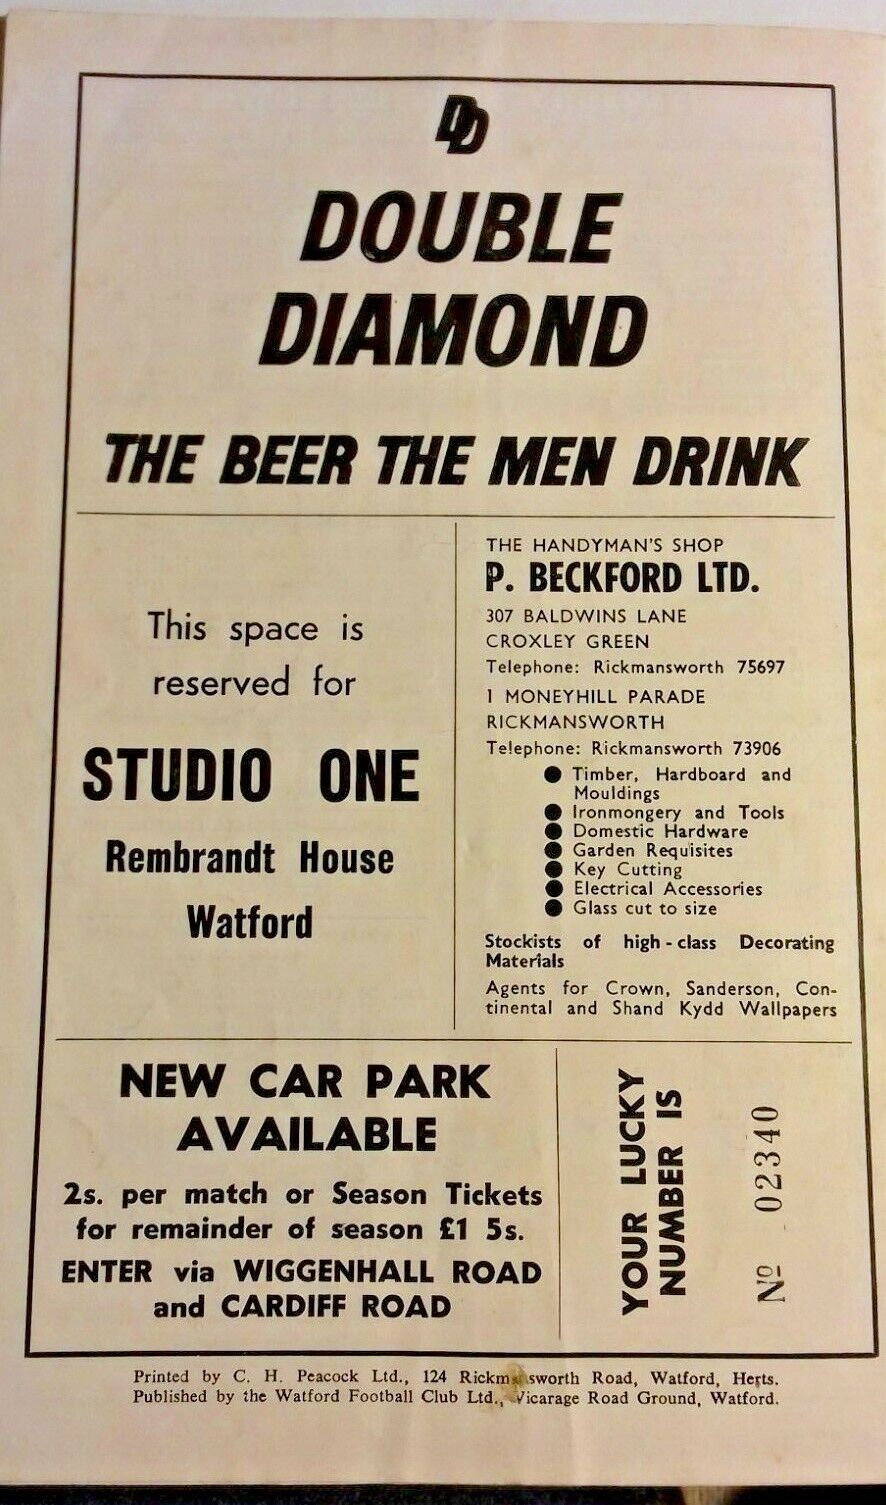 DD
DOUBLE
DIAMOND
THE BEER THE MEN DRINK
This space is
reserved for
STUDIO ONE
Rembrandt House
Watford
THE HANDYMAN'S SHOP
P. BECKFORD LTD.
307 BALDWINS LANE
CROXLEY GREEN
Telephone: Rickmansworth 75697
1 MONEYHILL PARADE
RICKMANSWORTH
Telephone: Rickmansworth 73906
● Timber, Hardboard and
Mouldings
● Ironmongery and Tools
● Domestic Hardware
● Garden Requisites
● Key Cutting
● Electrical Accessories
● Glass cut to size
Stockists of high-class Decorating
Materials
Agents for Crown, Sanderson, Con-
tinental and Shand Kydd Wallpapers
NEW CAR PARK
AVAILABLE
2s. per match or Season Tickets
for remainder of season £1 5s.
ENTER via WIGGENHALL ROAD
and CARDIFF ROAD
YOUR LUCKY
NUMBER IS
Nº 02340
Printed by C. H. Peacock Ltd., 124 Rickmansworth Road, Watford, Herts.
Published by the Watford Football Club Ltd., Vicarage Road Ground, Watford.